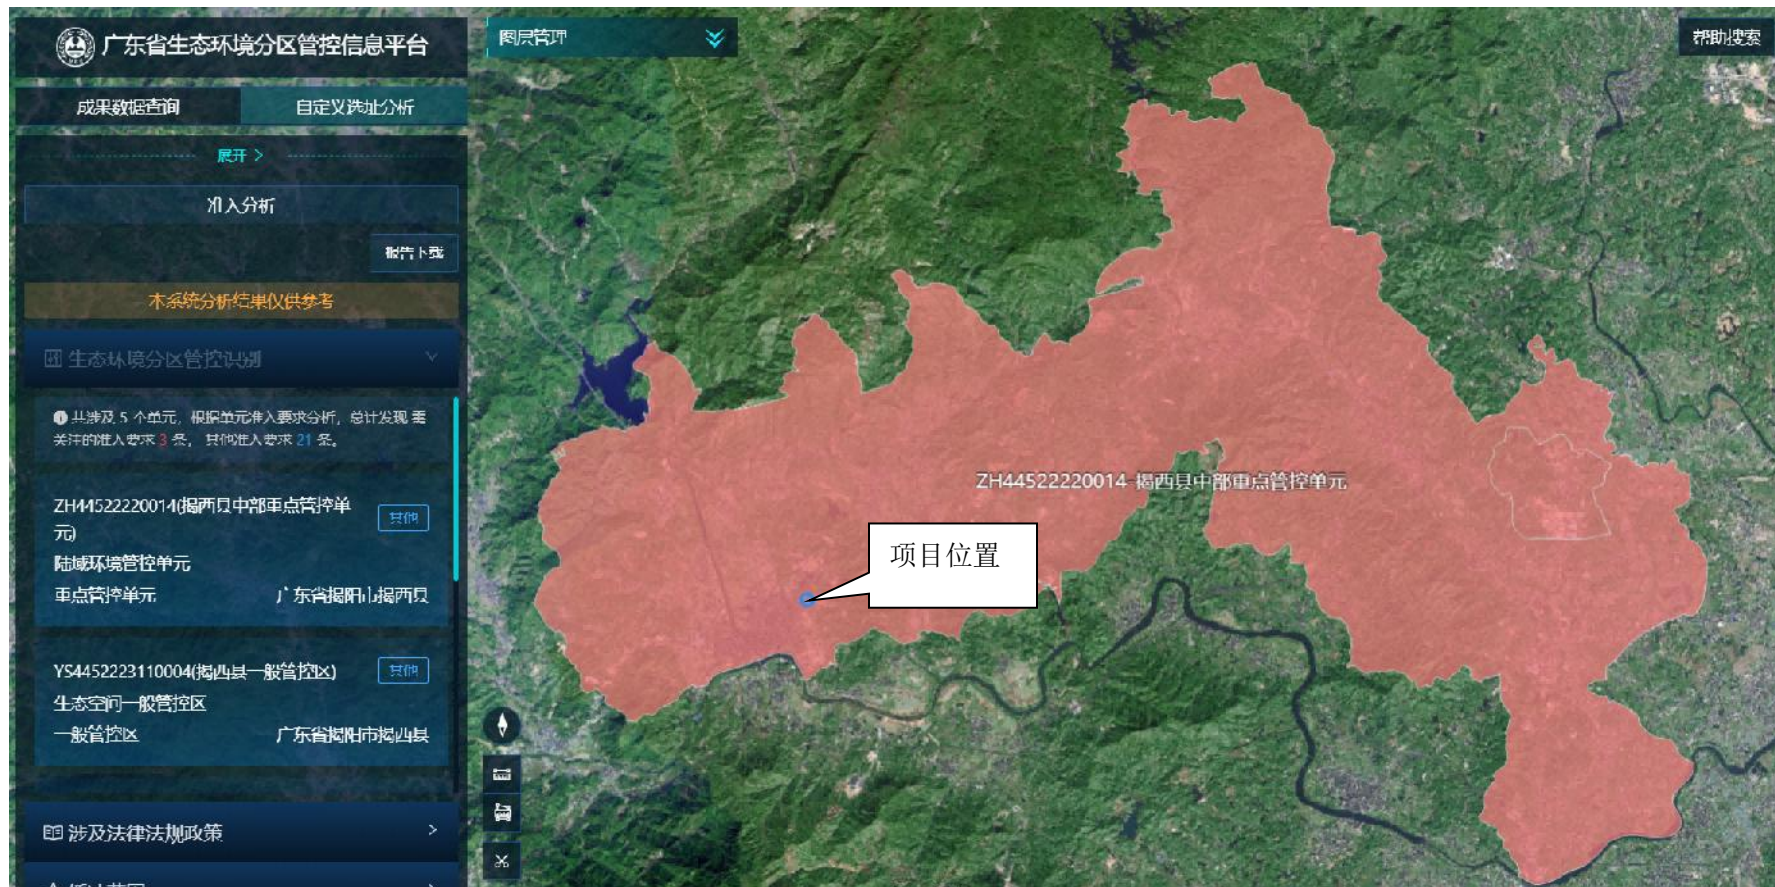 广东省生态环境分区管控信息平台
图层管理
帮助搜索
成果数据查询
自定义选址分析
展开 >
准入分析
报告下载
本系统分析结果仅供参考
生态环境分区管控识别
共涉及 5 个单元，根据单元准入要求分析，总计发现 需
关注的准入要求 3 条，其他准入要求 21 条。
ZH44522220014(揭西县中部重点管控单
元)
其他
陆域环境管控单元
重点管控单元
广东省揭阳市揭西县
YS4452223110004(揭西县一般管控区)
其他
生态空间一般管控区
一般管控区
广东省揭阳市揭西县
涉及法律法规政策
ZH44522220014-揭西县中部重点管控单元
项目位置